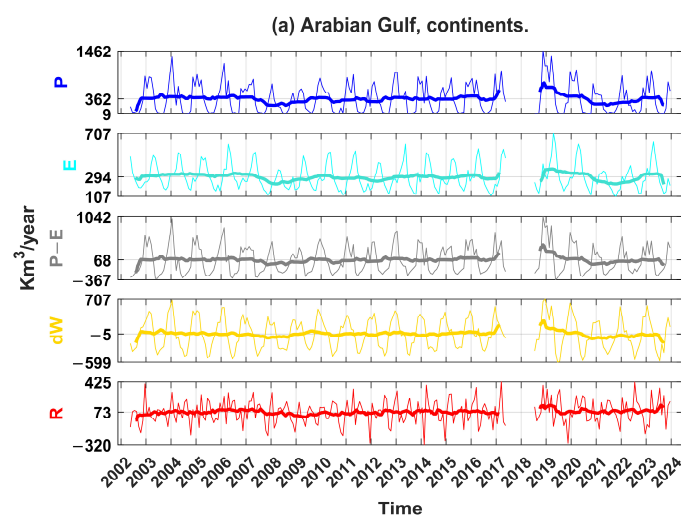 (a) Arabian Gulf, continents.
1462
362
9
P
707
294
107
E
1042
68
−367
P−E
707
−5
−599
dW
425
73
−320
R
Km³/year
2002 2003 2004 2005 2006 2007 2008 2009 2010 2011 2012 2013 2014 2015 2016 2017 2018 2019 2020 2021 2022 2023 2024
Time